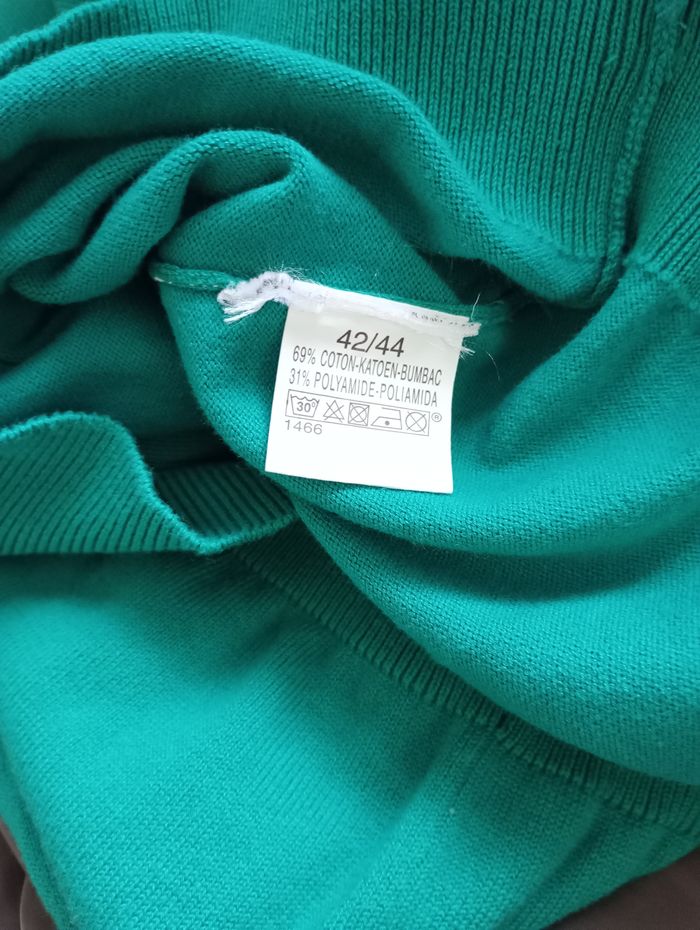 42/44
69% COTON-KATOEN-BUMBAC
31% POLYAMIDE-POLIAMIDA
30° ®
1466